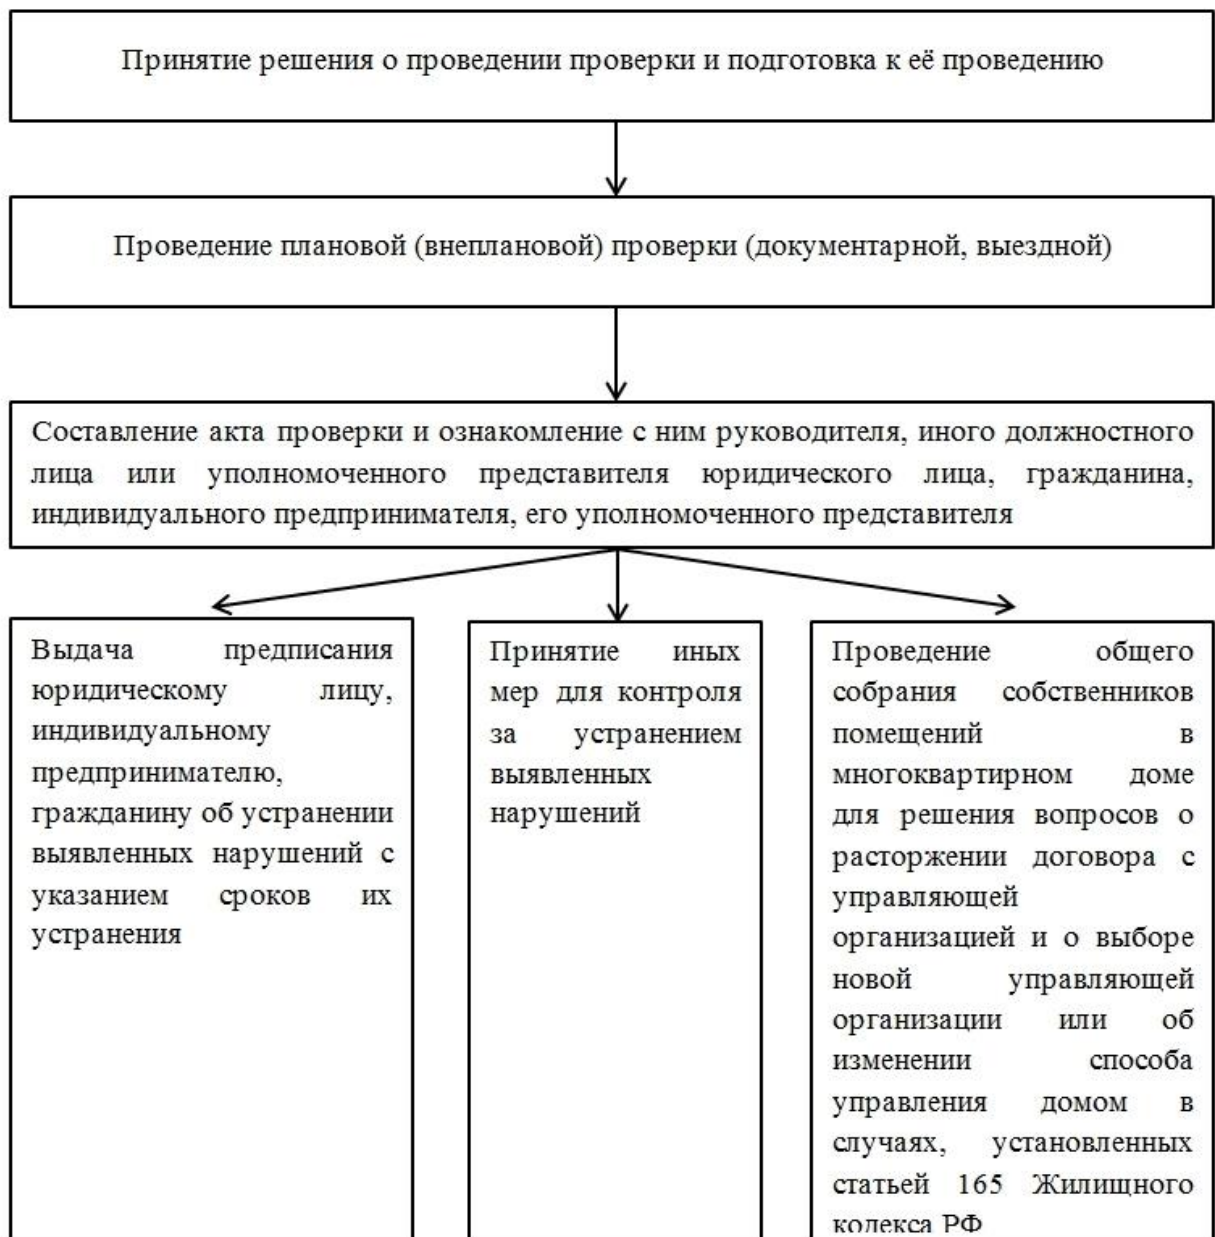 Принятие решения о проведении проверки и подготовка к её проведению
Проведение плановой (внеплановой) проверки (документарной, выездной)
Составление акта проверки и ознакомление с ним руководителя, иного должностного
лица или уполномоченного представителя юридического лица, гражданина,
индивидуального предпринимателя, его уполномоченного представителя
Выдача предписания
юридическому лицу,
индивидуальному
предпринимателю,
гражданину об устранении
выявленных нарушений с
указанием сроков их
устранения
Принятие иных
мер для контроля
за устранением
выявленных
нарушений
Проведение общего
собрания собственников
помещений в
многоквартирном доме
для решения вопросов о
расторжении договора с
управляющей
организацией и о выборе
новой управляющей
организации или об
изменении способа
управления домом в
случаях, установленных
статьей 165 Жилищного
кодекса РФ